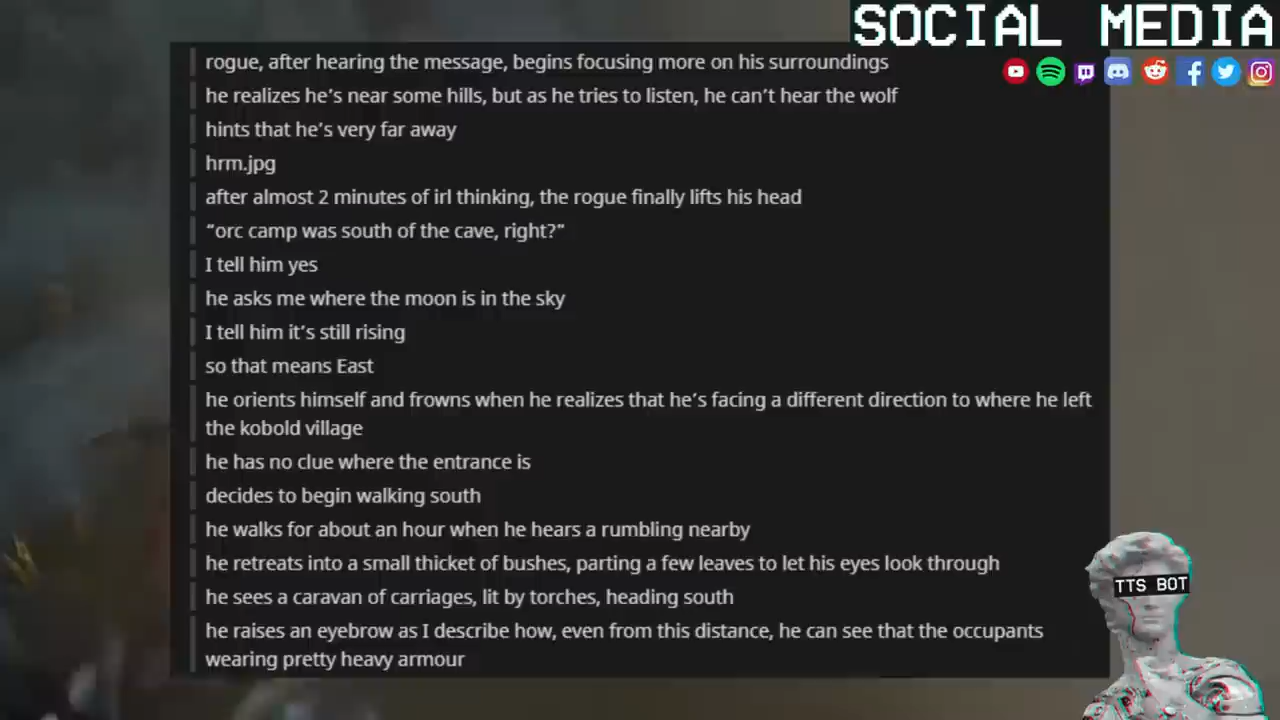 SOCIAL MEDIA
rogue, after hearing the message, begins focusing more on his surroundings
he realizes he’s near some hills, but as he tries to listen, he can’t hear the wolf
hints that he’s very far away
hrm.jpg
after almost 2 minutes of irl thinking, the rogue finally lifts his head
“orc camp was south of the cave, right?”
I tell him yes
he asks me where the moon is in the sky
I tell him it’s still rising
so that means East
he orients himself and frowns when he realizes that he’s facing a different direction to where he left
the kobold village
he has no clue where the entrance is
decides to begin walking south
he walks for about an hour when he hears a rumbling nearby
he retreats into a small thicket of bushes, parting a few leaves to let his eyes look through
he sees a caravan of carriages, lit by torches, heading south
he raises an eyebrow as I describe how, even from this distance, he can see that the occupants
wearing pretty heavy armour
TTS BOT